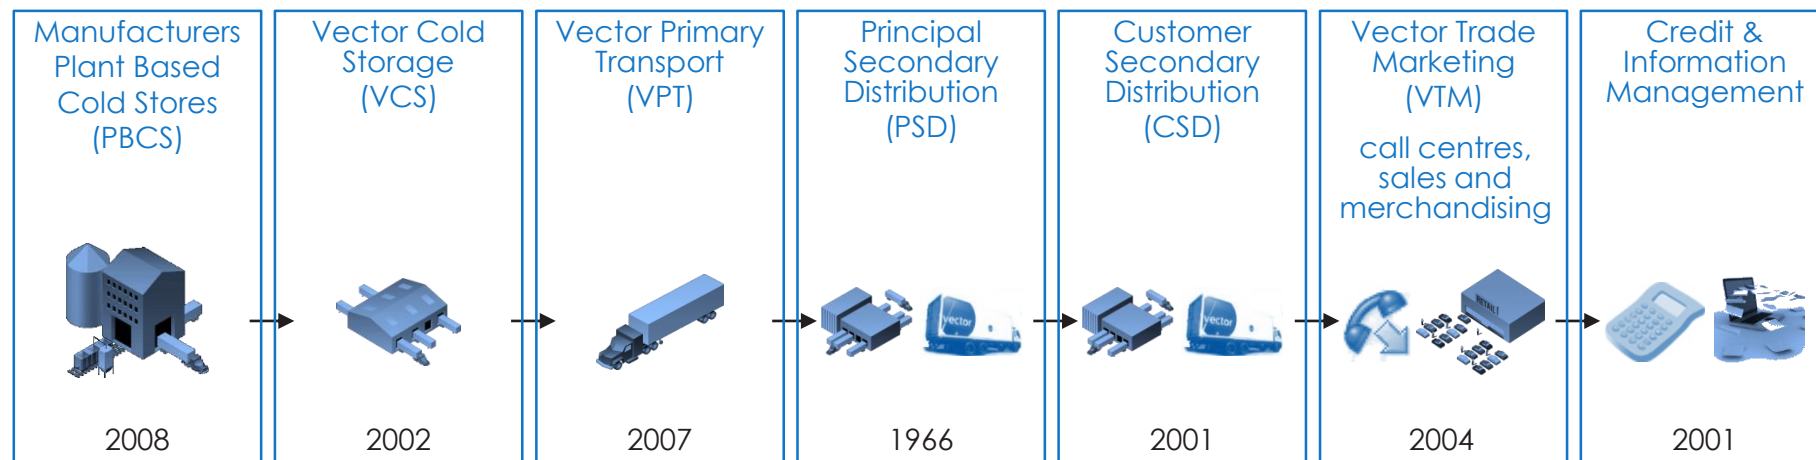 Manufacturers
Plant Based
Cold Stores
(PBCS)
2008
Vector Cold
Storage
(VCS)
2002
Vector Primary
Transport
(VPT)
2007
Principal
Secondary
Distribution
(PSD)
vector
1966
Customer
Secondary
Distribution
(CSD)
vector
2001
Vector Trade
Marketing
(VTM)
call centres,
sales and
merchandising
RETAIL
2004
Credit &
Information
Management
2001